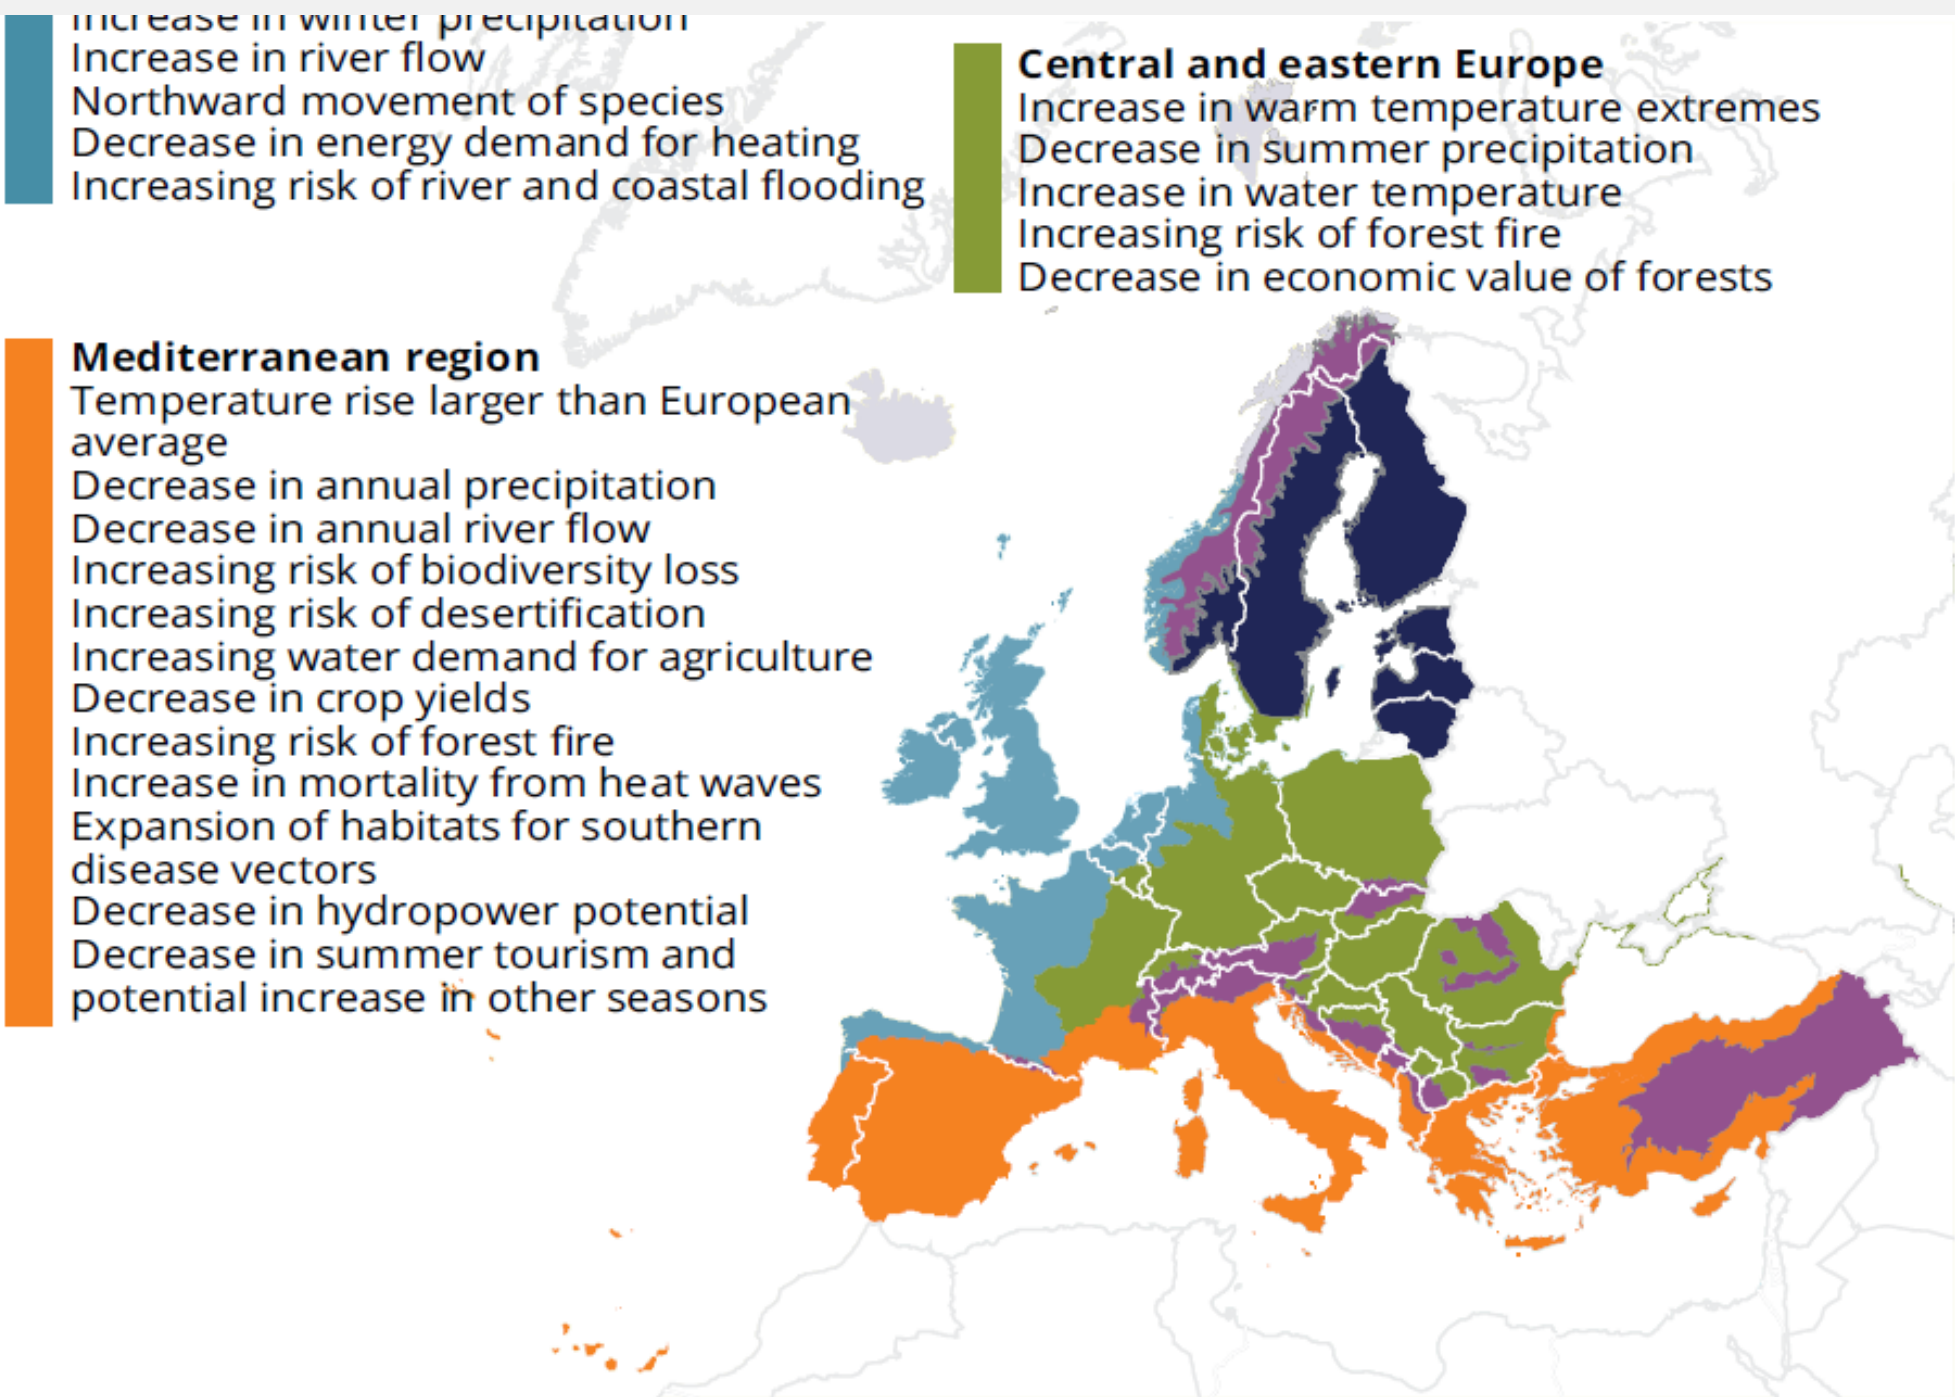 Increase in winter precipitation
Increase in river flow
Northward movement of species
Decrease in energy demand for heating
Increasing risk of river and coastal flooding
Central and eastern Europe
Increase in warm temperature extremes
Decrease in summer precipitation
Increase in water temperature
Increasing risk of forest fire
Decrease in economic value of forests
Mediterranean region
Temperature rise larger than European
average
Decrease in annual precipitation
Decrease in annual river flow
Increasing risk of biodiversity loss
Increasing risk of desertification
Increasing water demand for agriculture
Decrease in crop yields
Increasing risk of forest fire
Increase in mortality from heat waves
Expansion of habitats for southern
disease vectors
Decrease in hydropower potential
Decrease in summer tourism and
potential increase in other seasons